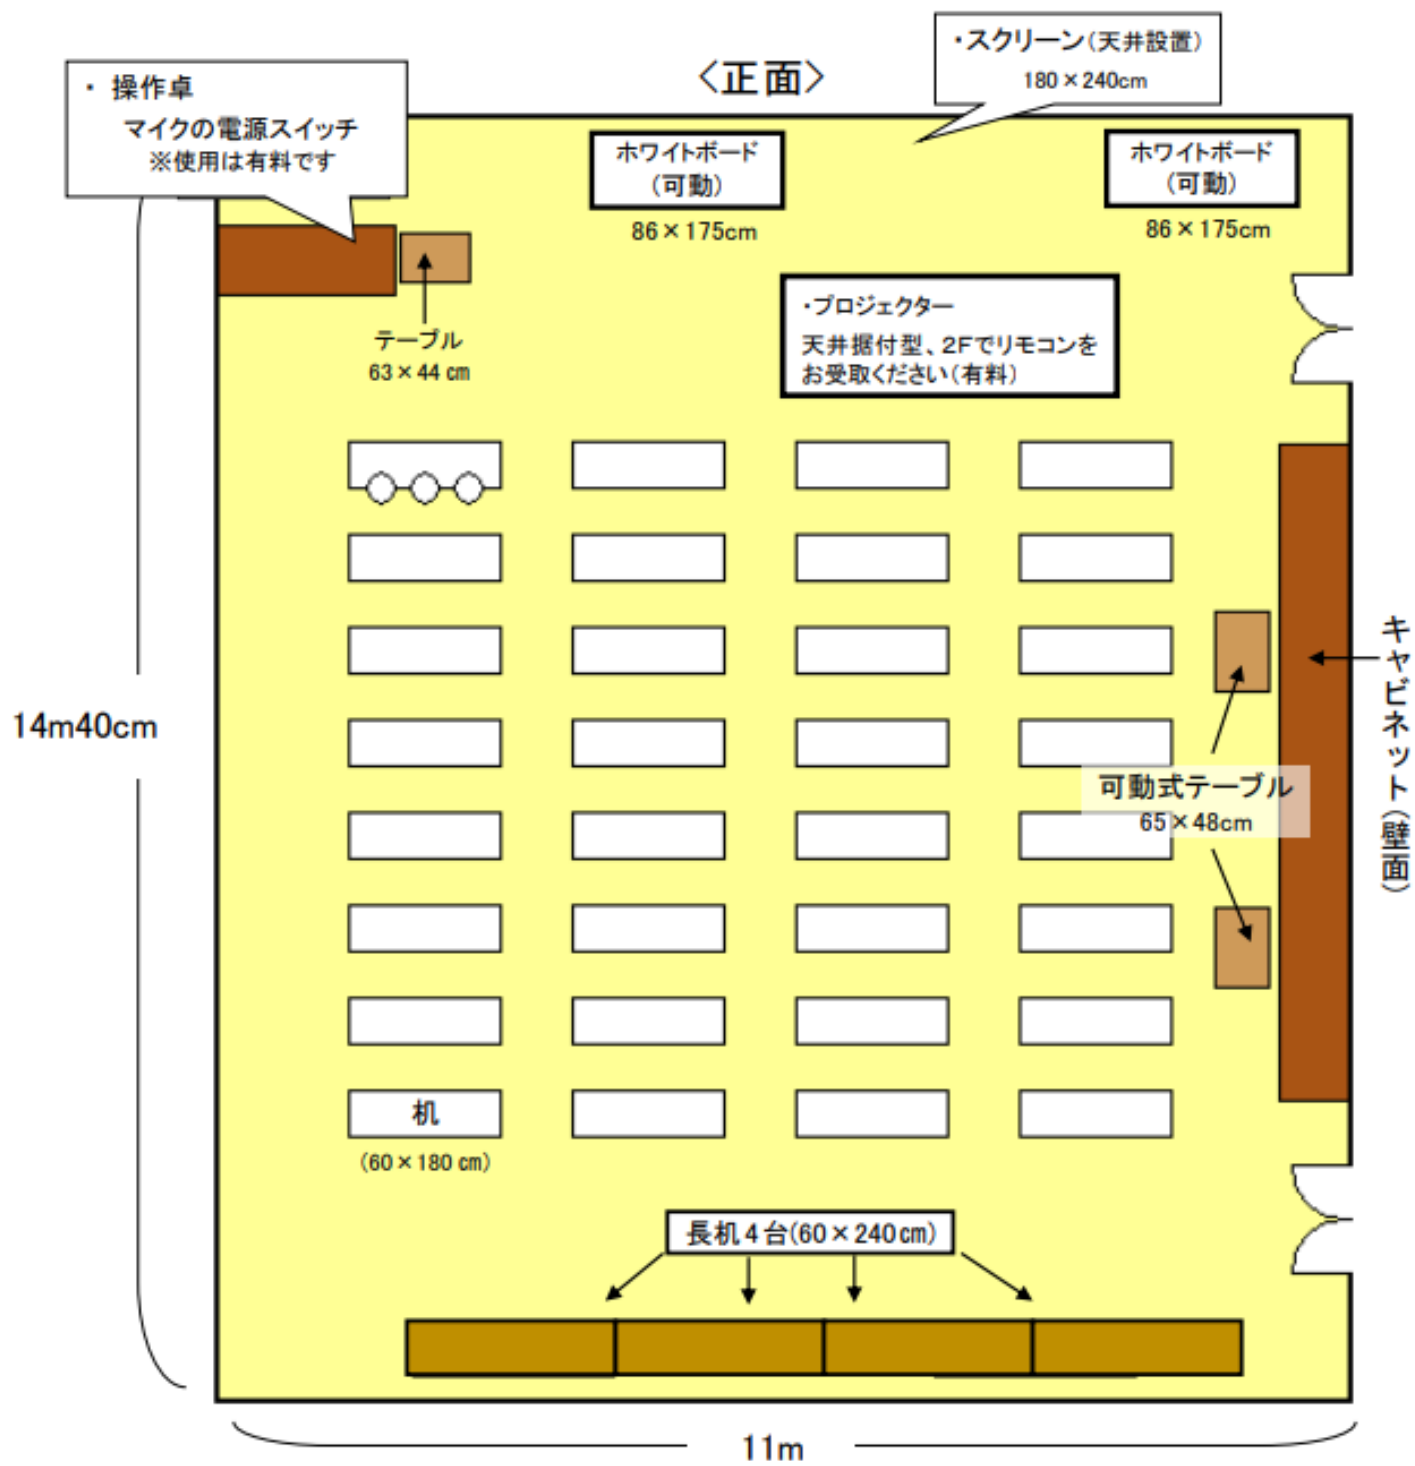 ・スクリーン(天井設置)
180×240cm
〈正面〉
・ 操作卓
マイクの電源スイッチ
※使用は有料です
ホワイトボード
(可動)
86×175cm
ホワイトボード
(可動)
86×175cm
テーブル
63×44㎝
・プロジェクター
天井据付型、2Fでリモコンを
お受取ください(有料)
キャビネット(壁面)
14m40cm
可動式テーブル
65×48cm
机
(60×180㎝)
長机4台(60×240㎝)
11m